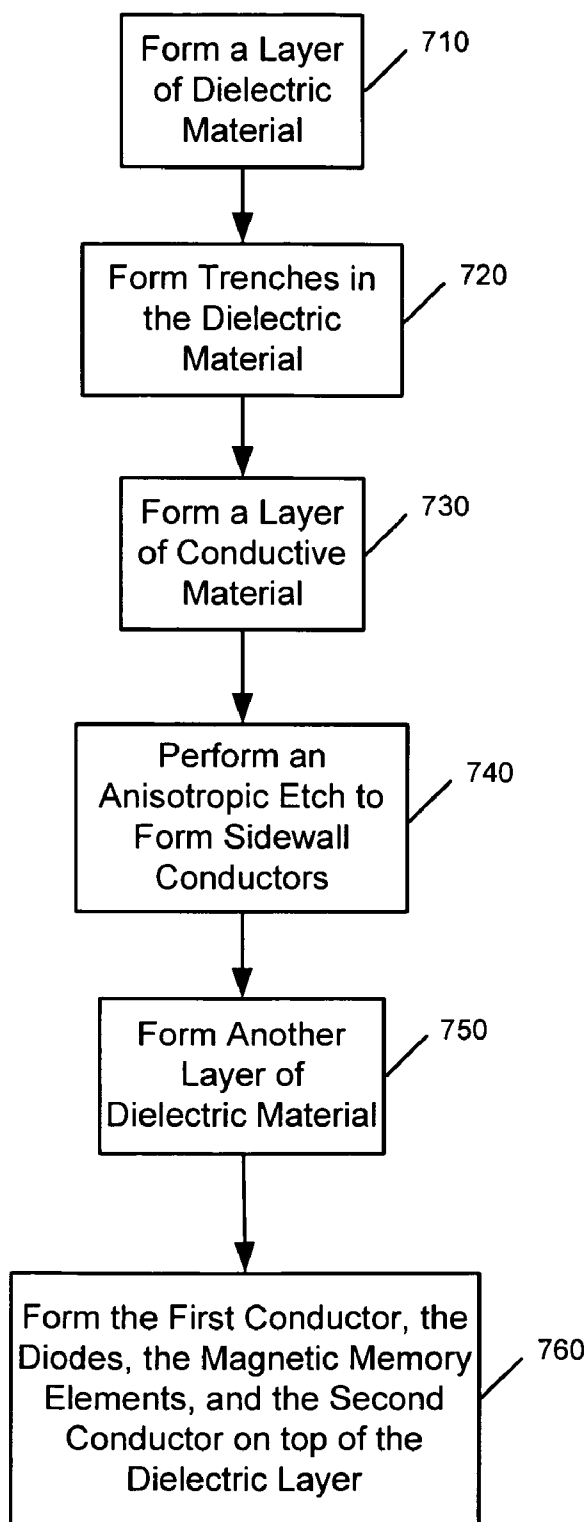 Form a Layer
of Dielectric
Material
710
Form Trenches in
the Dielectric
Material
720
Form a Layer
of Conductive
Material
730
Perform an
Anisotropic Etch to
Form Sidewall
Conductors
740
Form Another
Layer of
Dielectric Material
750
Form the First Conductor, the
Diodes, the Magnetic Memory
Elements, and the Second
Conductor on top of the
Dielectric Layer
760